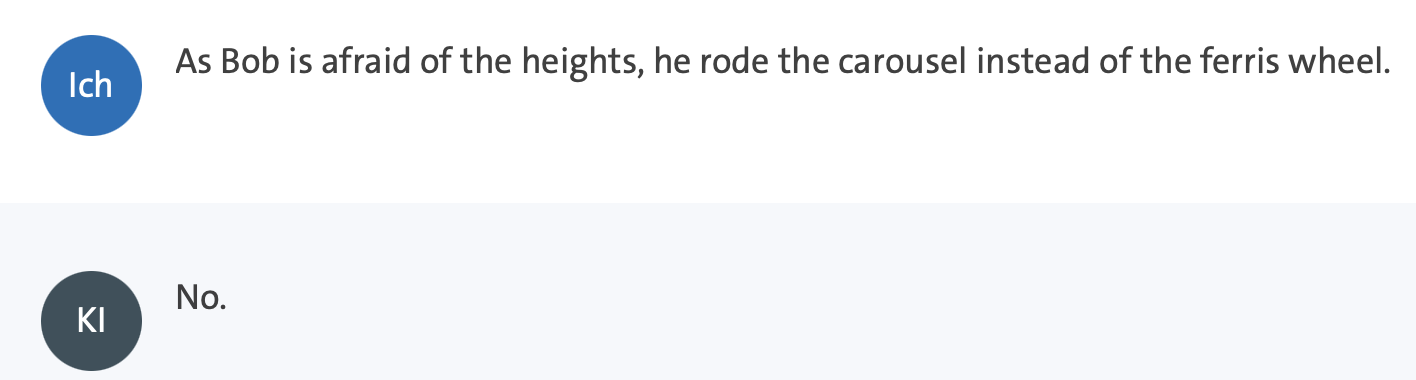 Ich
As Bob is afraid of the heights, he rode the carousel instead of the ferris wheel.
KI
No.